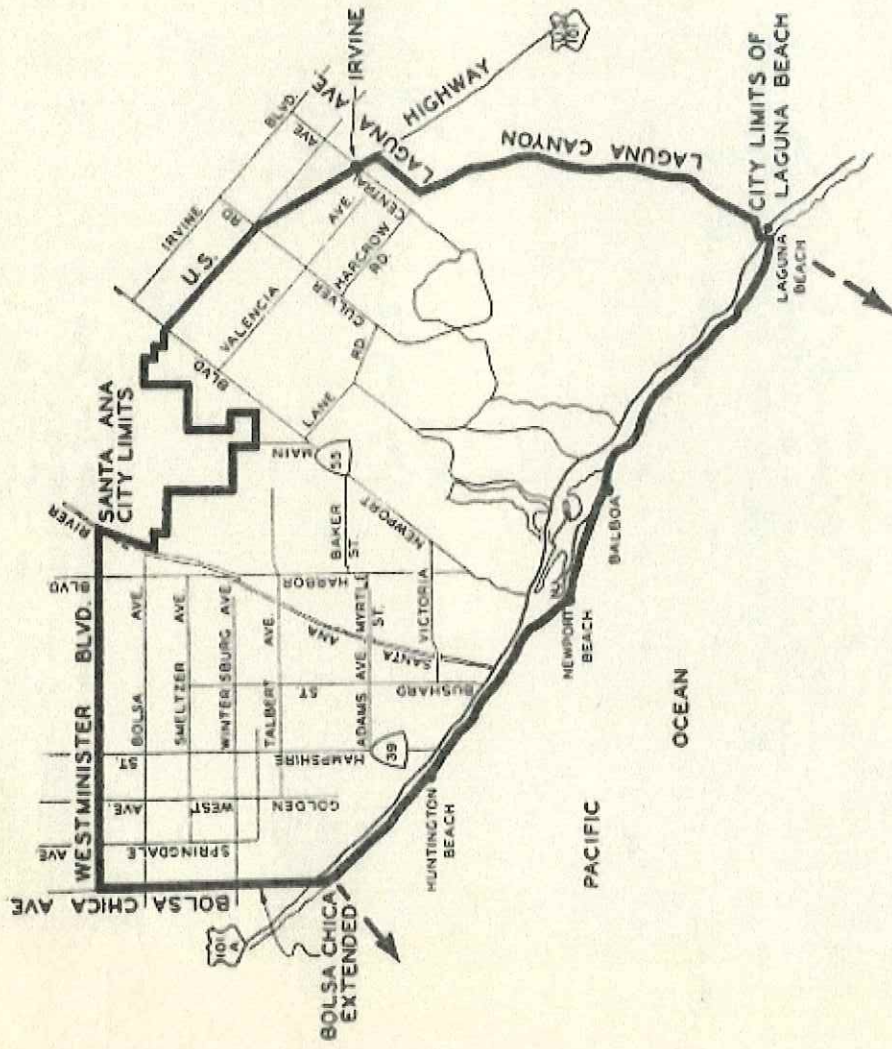 SANTA ANA
CITY LIMITS
RIVER
WESTMINISTER BLVD.
BLVD
ST.
AVE.
AVE
BOLSA CHICA AVE
BOLSA AVE.
SMELTZER AVE.
WINTERSBURG AVE
TALBERT AVE.
ADAMS AVE
MYRTLE
ST.
BAKER
ST.
VICTORIA
SPRINGDALE
GOLDEN WEST
HAMPSHIRE
39
BUSHARD ST
SANTA ANA
HARBOR
NEWPORT
MAIN
55
BLVD
LANE RD
VALENCIA AVE.
CULVER RD
HARCROW
RD
CENTRAL
U.S.
IRVINE BLVD.
AVE
AVE
IRVINE
LAGUNA
HIGHWAY
101
LAGUNA CANYON
CITY LIMITS OF
LAGUNA BEACH
LAGUNA
BEACH
BALBOA
NEWPORT
BEACH
HUNTINGTON
BEACH
PACIFIC
OCEAN
101
A
BOLSA CHICA
EXTENDED